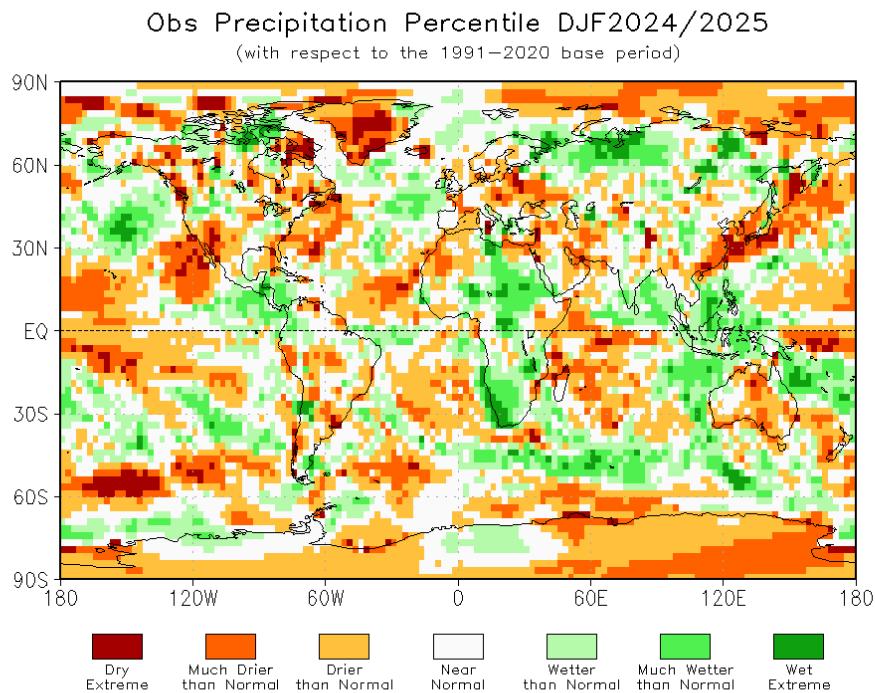 Obs Precipitation Percentile DJF2024/2025
(with respect to the 1991–2020 base period)
90N
60N
30N
EQ
30S
60S
90S
180 120W 60W 0 60E 120E 180
Dry Extreme
Much Drier than Normal
Drier than Normal
Near Normal
Wetter than Normal
Much Wetter than Normal
Wet Extreme